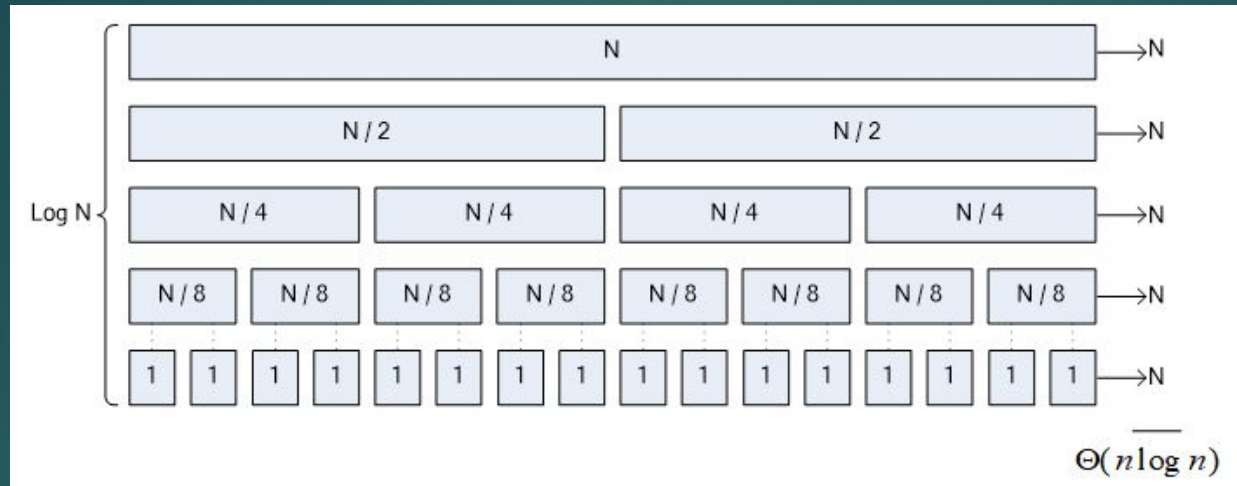 N →N
N / 2 N / 2 →N
Log N N / 4 N / 4 N / 4 N / 4 →N
N / 8 N / 8 N / 8 N / 8 N / 8 N / 8 N / 8 N / 8 →N
1 1 1 1 1 1 1 1 1 1 1 1 1 1 1 1 →N
Θ(n log n)